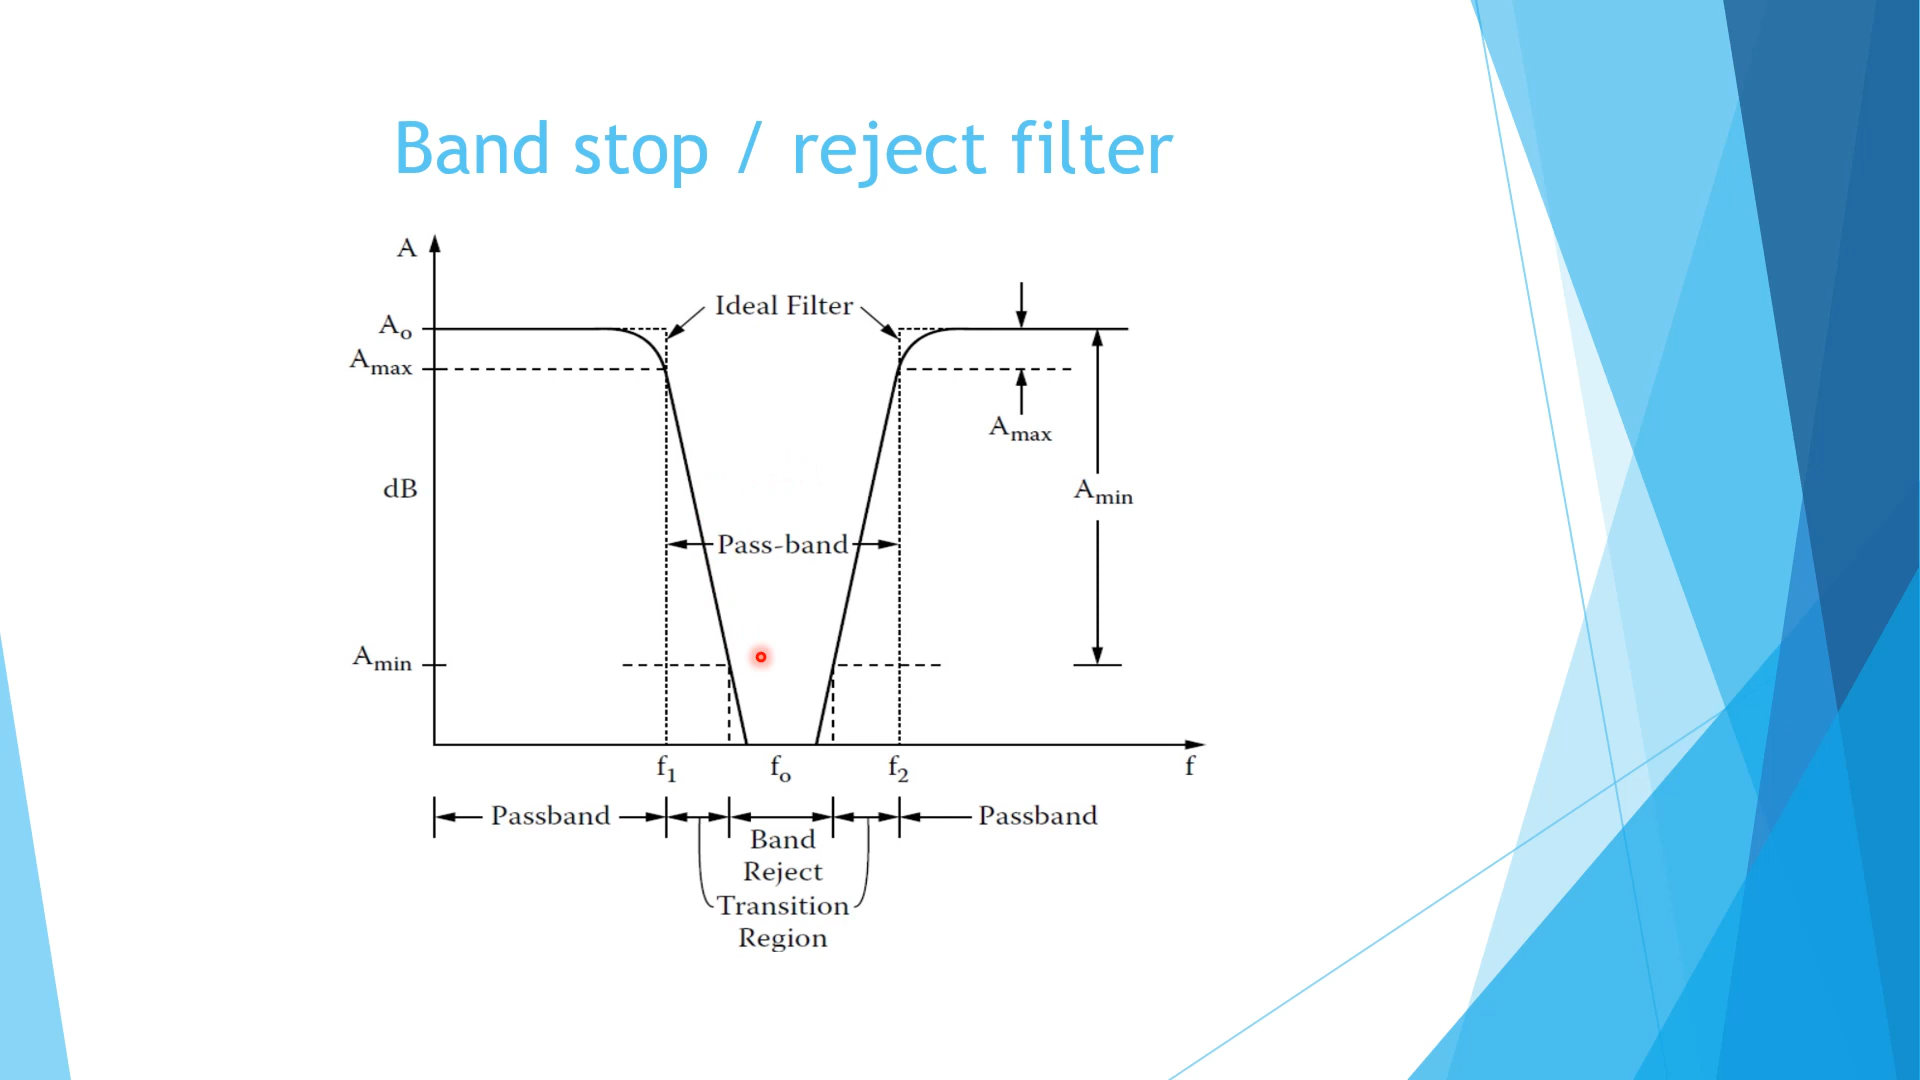 Band stop / reject filter
A
Ideal Filter
Ao
Amax
Amax
dB
Amin
Pass-band
Amin
f1
fo
f2
f
Passband
Passband
Band
Reject
Transition
Region